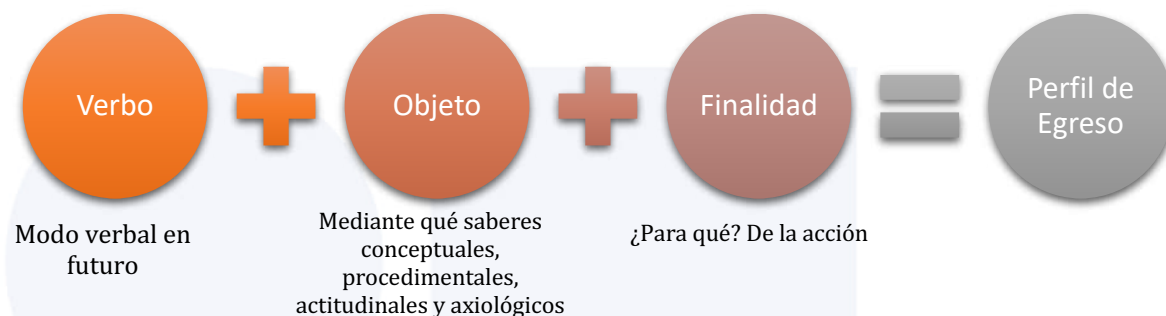 Verbo
Objeto
Finalidad
Perfil de
Egreso
Modo verbal en
futuro
Mediante qué saberes
conceptuales,
procedimentales,
actitudinales y axiológicos
¿Para qué? De la acción